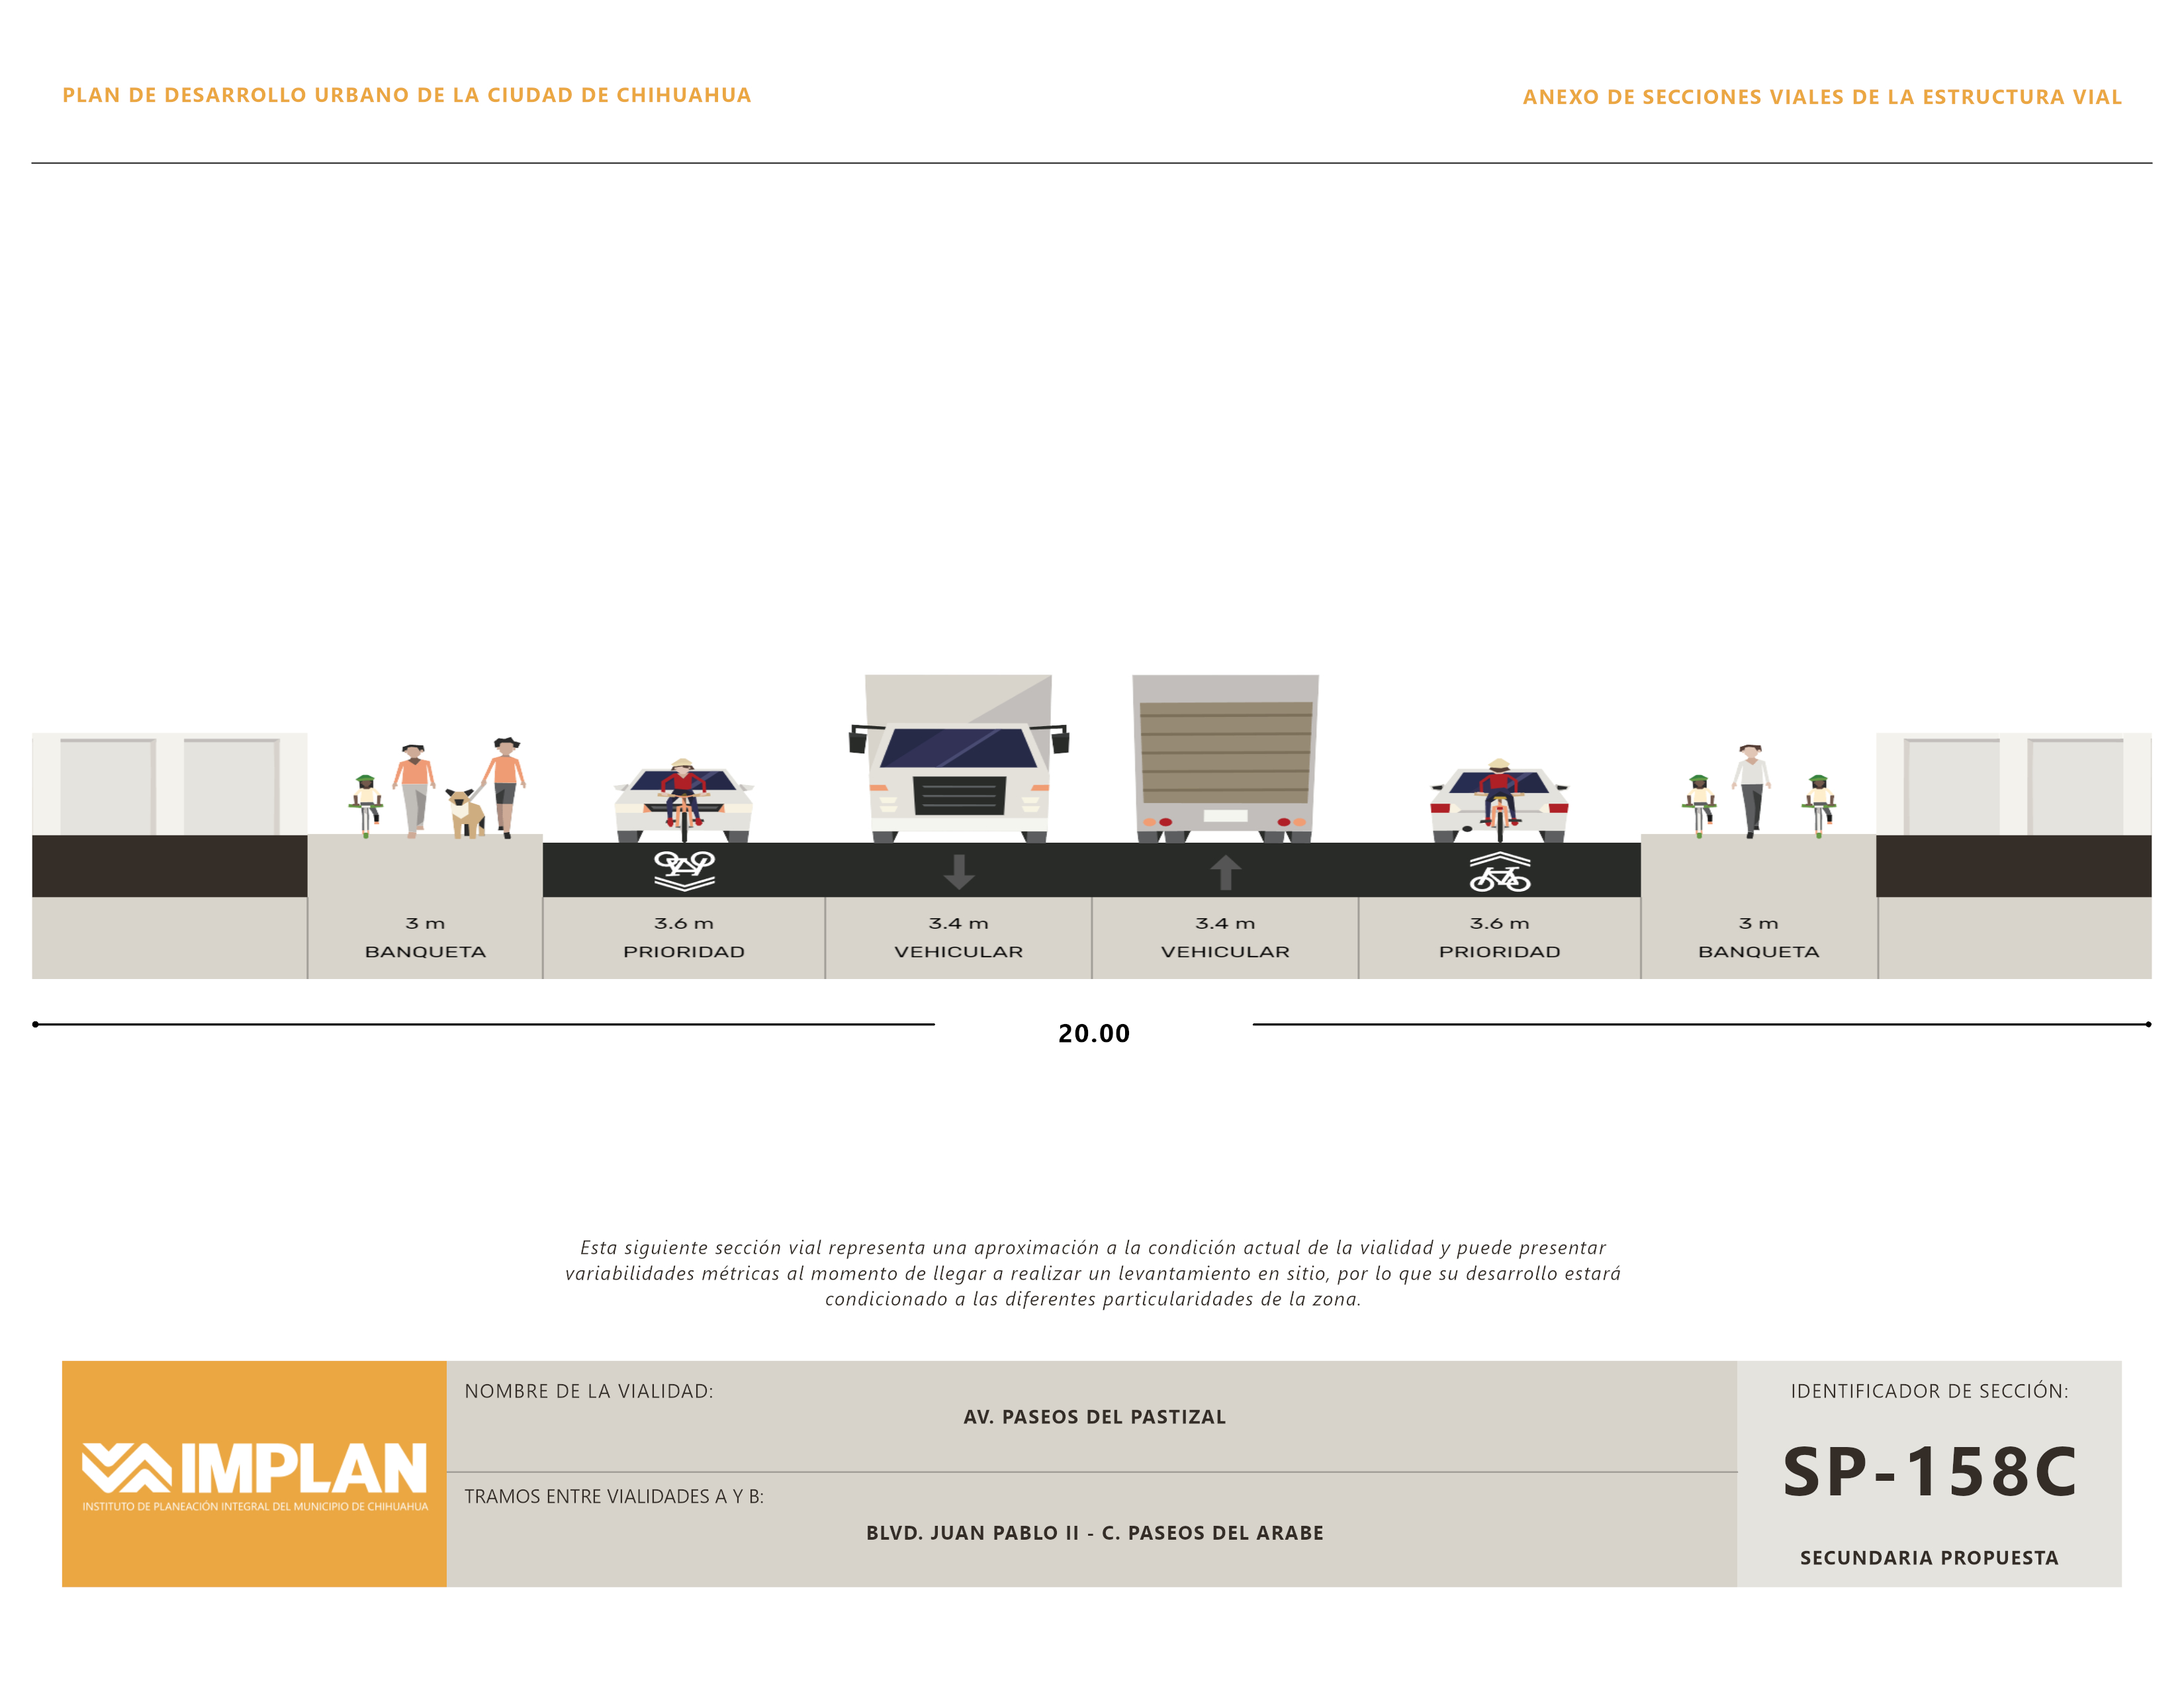 PLAN DE DESARROLLO URBANO DE LA CIUDAD DE CHIHUAHUA
ANEXO DE SECCIONES VIALES DE LA ESTRUCTURA VIAL
3 m
BANQUETA
3.6 m
PRIORIDAD
3.4 m
VEHICULAR
3.4 m
VEHICULAR
3.6 m
PRIORIDAD
3 m
BANQUETA
20.00
Esta siguiente sección vial representa una aproximación a la condición actual de la vialidad y puede presentar
variabilidades métricas al momento de llegar a realizar un levantamiento en sitio, por lo que su desarrollo estará
condicionado a las diferentes particularidades de la zona.
IMPLAN
INSTITUTO DE PLANEACIÓN INTEGRAL DEL MUNICIPIO DE CHIHUAHUA
NOMBRE DE LA VIALIDAD:
AV. PASEOS DEL PASTIZAL
TRAMOS ENTRE VIALIDADES A Y B:
BLVD. JUAN PABLO II - C. PASEOS DEL ARABE
IDENTIFICADOR DE SECCIÓN:
SP-158C
SECUNDARIA PROPUESTA